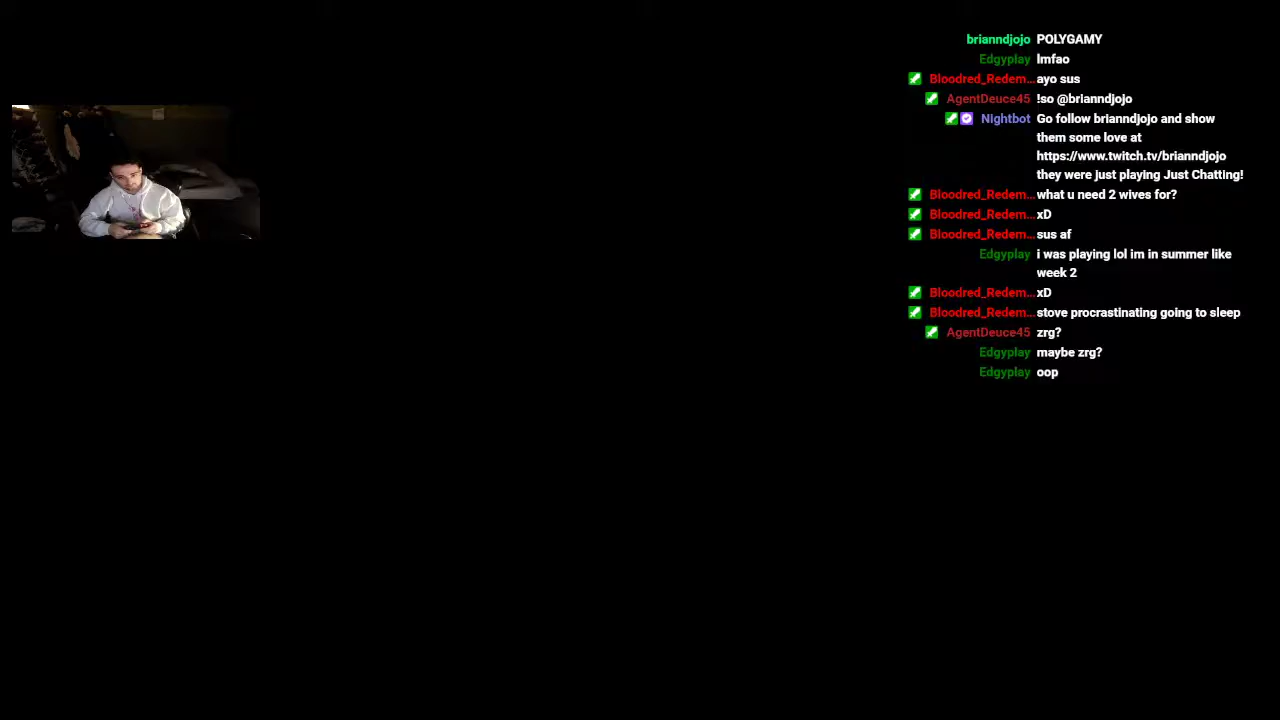 brianndjojo POLYGAMY
Edgyplay lmfao
Bloodred_Redem... ayo sus
AgentDeuce45 !so @brianndjojo
Nightbot Go follow brianndjojo and show
them some love at
https://www.twitch.tv/brianndjojo
they were just playing Just Chatting!
Bloodred_Redem... what u need 2 wives for?
Bloodred_Redem... xD
Bloodred_Redem... sus af
Edgyplay i was playing lol im in summer like
week 2
Bloodred_Redem... xD
Bloodred_Redem... stove procrastinating going to sleep
AgentDeuce45 zrg?
Edgyplay maybe zrg?
Edgyplay oop